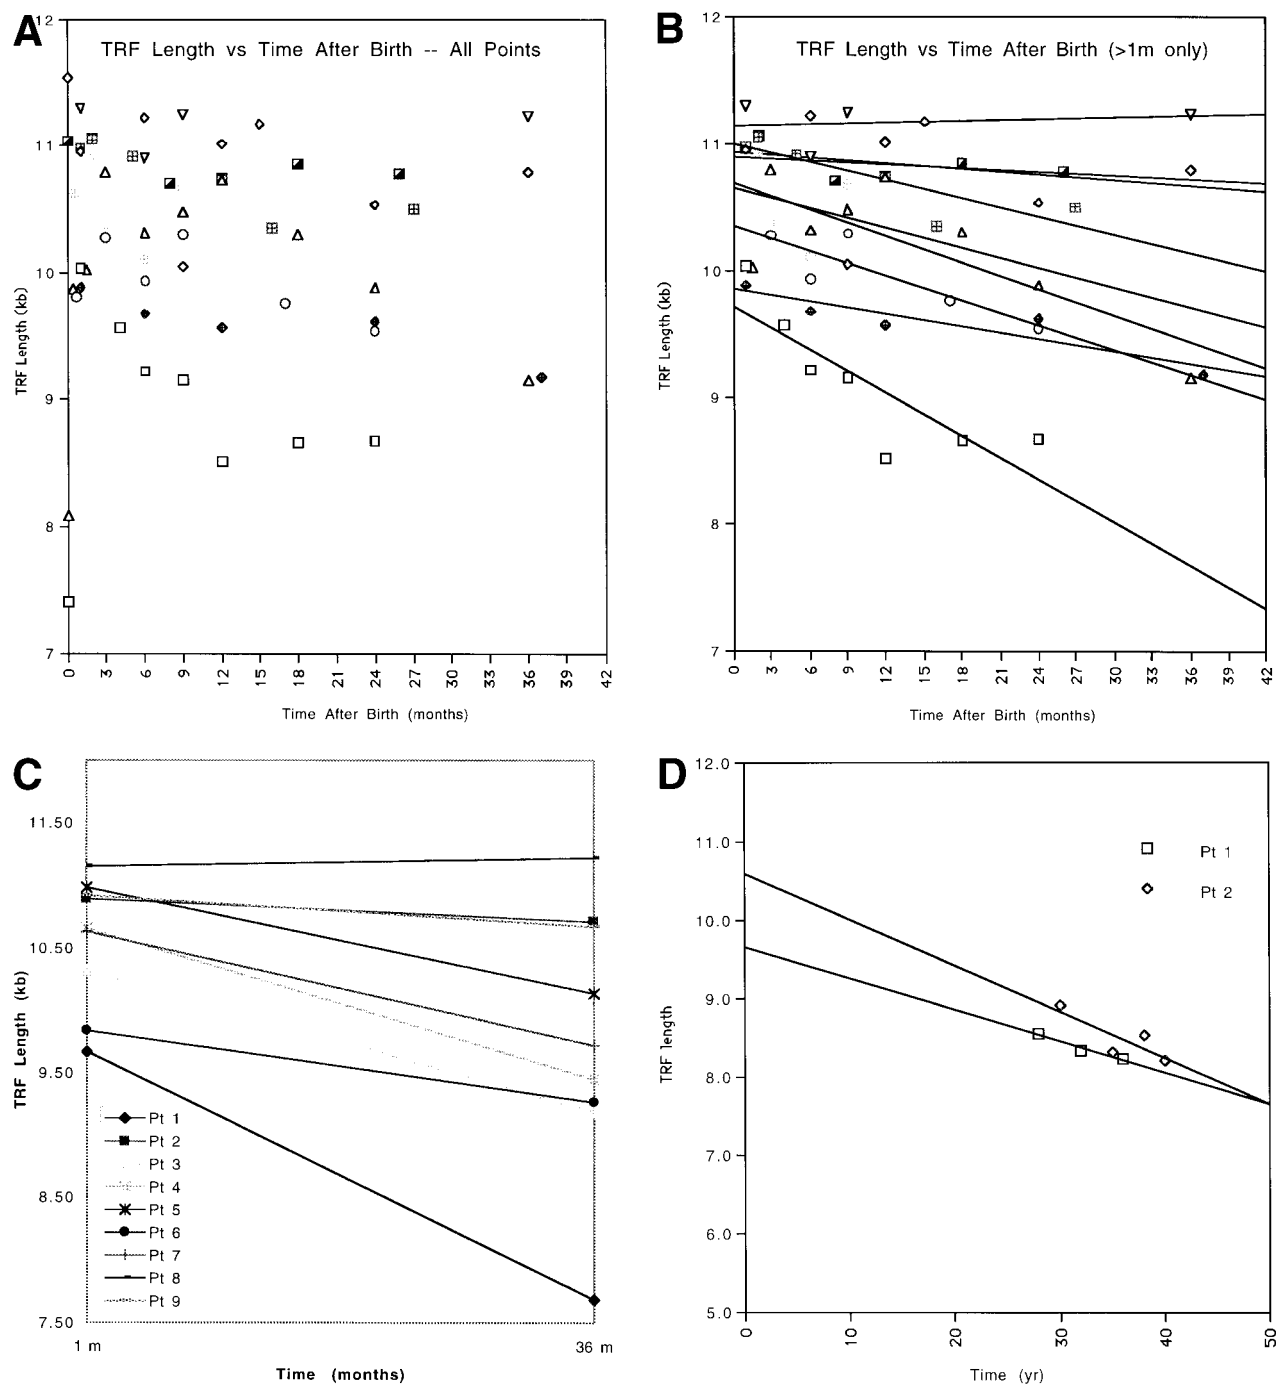 A
TRF Length vs Time After Birth -- All Points
12
11
10
9
8
7
TRF Length (kb)
0 3 6 9 12 15 18 21 24 27 30 33 36 39 42
Time After Birth (months)
B
TRF Length vs Time After Birth (>1m only)
12
11
10
9
8
7
TRF Length (kb)
0 3 6 9 12 15 18 21 24 27 30 33 36 39 42
Time After Birth (months)
C
11.50
10.50
9.50
8.50
7.50
TRF Length (kb)
Pt 1
Pt 2
Pt 3
Pt 4
Pt 5
Pt 6
Pt 7
Pt 8
Pt 9
1 m 36 m
Time (months)
D
12.0
11.0
10.0
9.0
8.0
7.0
6.0
5.0
TRF length
Pt 1
Pt 2
0 10 20 30 40 50
Time (yr)